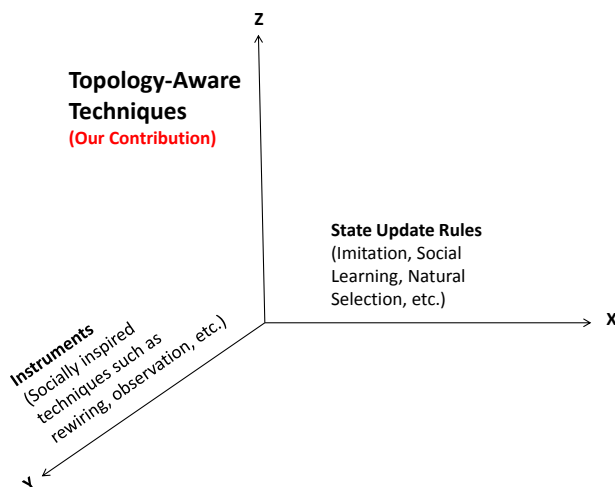 Z
Topology-Aware
Techniques
(Our Contribution)
State Update Rules
(Imitation, Social
Learning, Natural
Selection, etc.)
X
Instruments
(Socially inspired
techniques such as
rewiring, observation, etc.)
Y